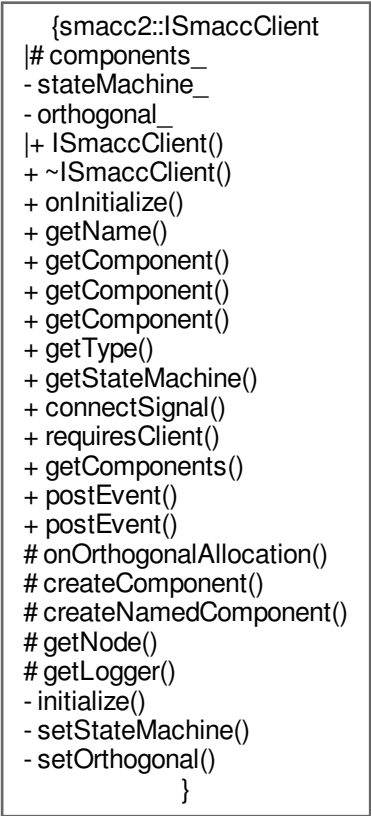 {smacc2::ISmaccClient
|# components_
- stateMachine_
- orthogonal_
|+ ISmaccClient()
+ ~ISmaccClient()
+ onInitialize()
+ getName()
+ getComponent()
+ getComponent()
+ getComponent()
+ getType()
+ getStateMachine()
+ connectSignal()
+ requiresClient()
+ getComponents()
+ postEvent()
+ postEvent()
# onOrthogonalAllocation()
# createComponent()
# createNamedComponent()
# getNode()
# getLogger()
- initialize()
- setStateMachine()
- setOrthogonal()
}